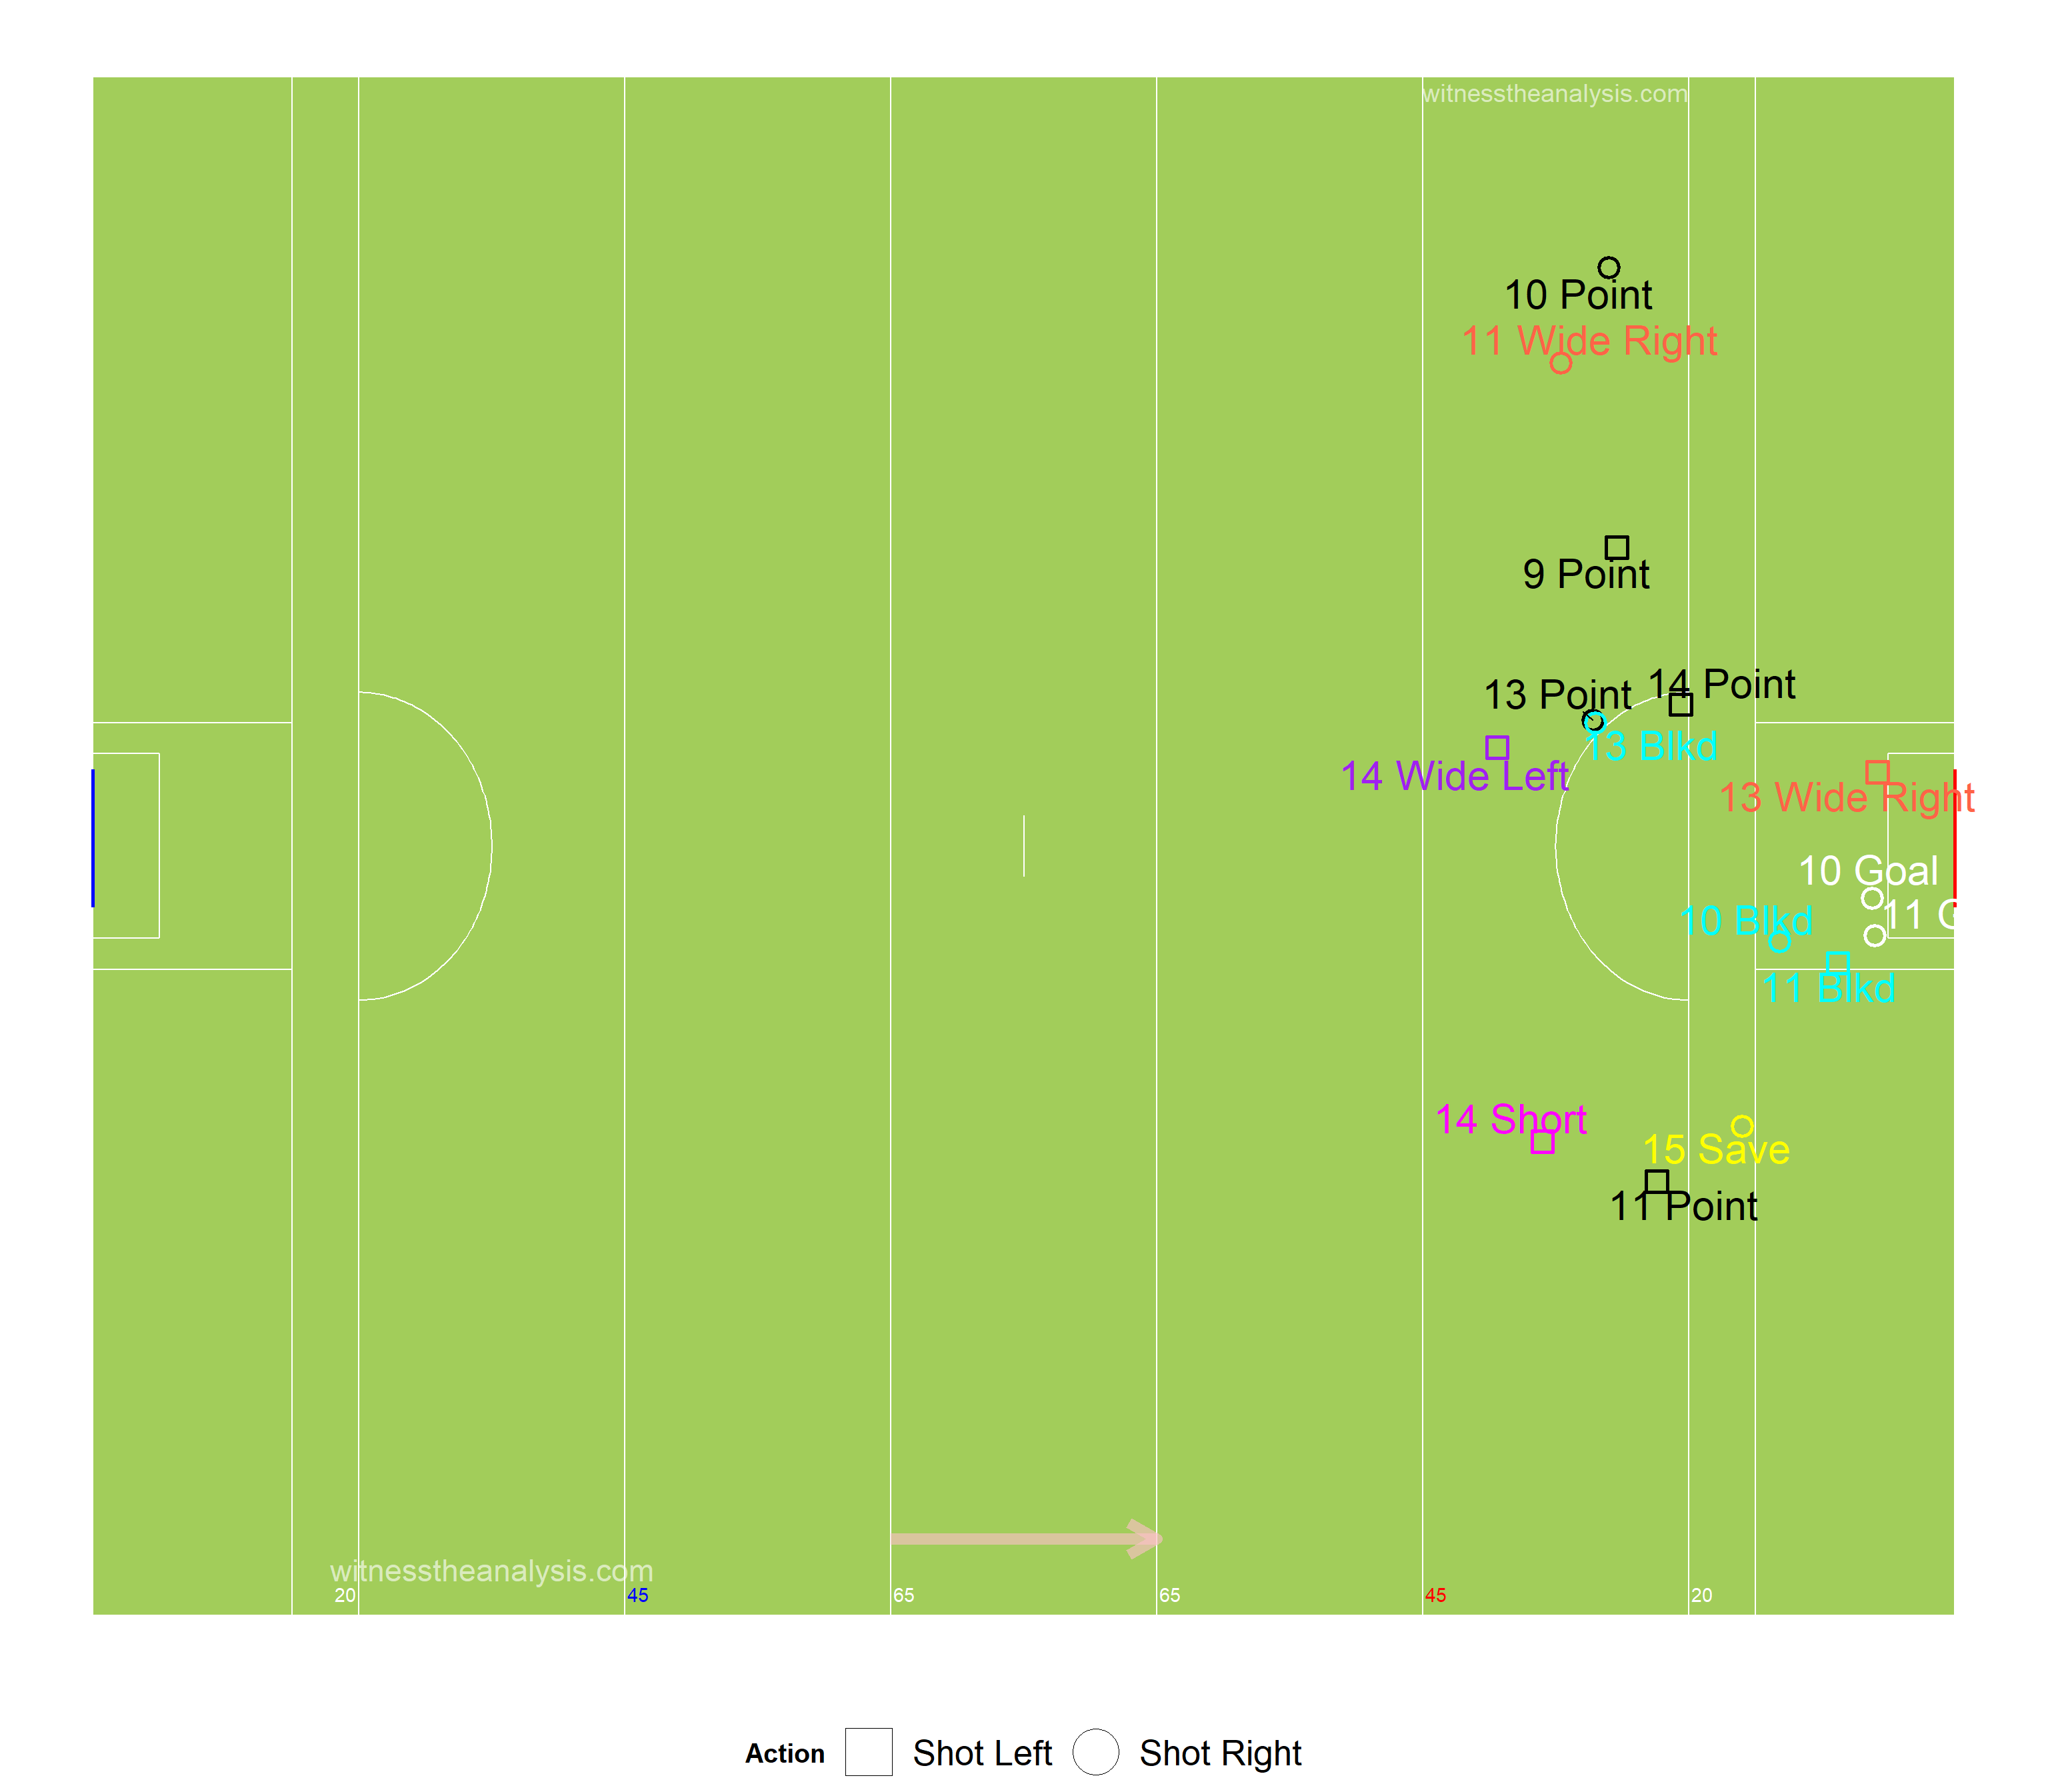 witnesstheanalysis.com
10 Point
11 Wide Right
9 Point
14 Point
13 Point
13 Blkd
14 Wide Left
13 Wide Right
10 Goal
11 G
10 Blkd
11 Blkd
14 Short
15 Save
11 Point
witnesstheanalysis.com
20 45 65 65 45 20
Action Shot Left Shot Right